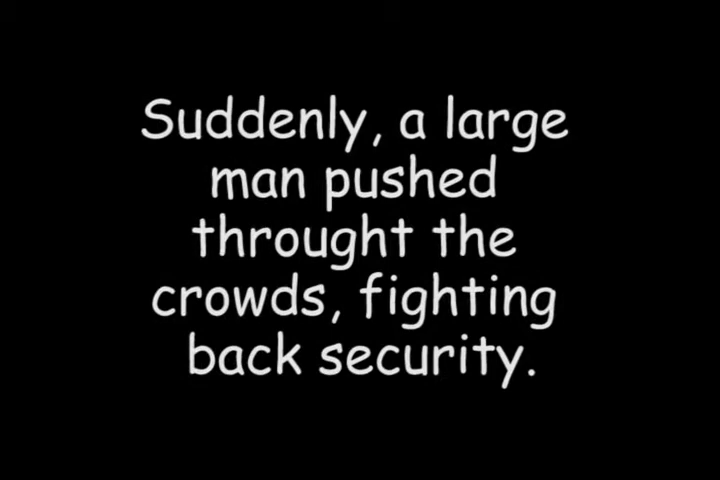 Suddenly, a large
man pushed
throught the
crowds, fighting
back security.